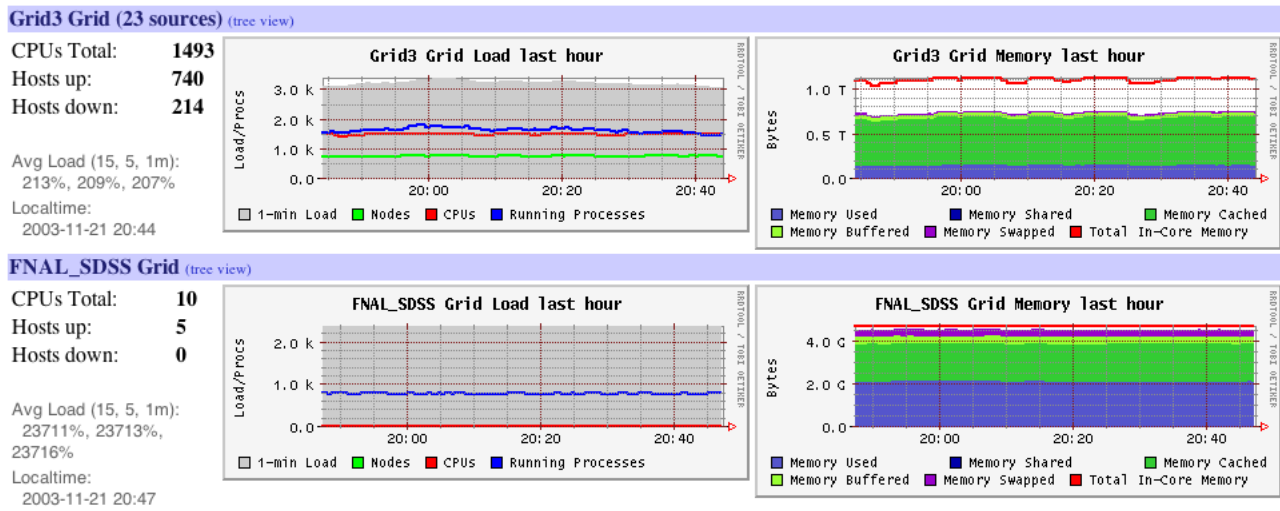 Grid3 Grid (23 sources) (tree view)
CPUs Total: 1493
Hosts up: 740
Hosts down: 214
Avg Load (15, 5, 1m):
213%, 209%, 207%
Localtime:
2003-11-21 20:44
Grid3 Grid Load last hour
Load/Procs
3.0 k
2.0 k
1.0 k
0.0
20:00 20:20 20:40
1-min Load Nodes CPUs Running Processes
RRDTOOL / TOBI OETIKER
Grid3 Grid Memory last hour
Bytes
1.0 T
0.5 T
0.0
20:00 20:20 20:40
Memory Used Memory Shared Memory Cached
Memory Buffered Memory Swapped Total In-Core Memory
RRDTOOL / TOBI OETIKER
FNAL_SDSS Grid (tree view)
CPUs Total: 10
Hosts up: 5
Hosts down: 0
Avg Load (15, 5, 1m):
23711%, 23713%,
23716%
Localtime:
2003-11-21 20:47
FNAL_SDSS Grid Load last hour
Load/Procs
2.0 k
1.0 k
0.0
20:00 20:20 20:40
1-min Load Nodes CPUs Running Processes
RRDTOOL / TOBI OETIKER
FNAL_SDSS Grid Memory last hour
Bytes
4.0 G
2.0 G
0.0
20:00 20:20 20:40
Memory Used Memory Shared Memory Cached
Memory Buffered Memory Swapped Total In-Core Memory
RRDTOOL / TOBI OETIKER